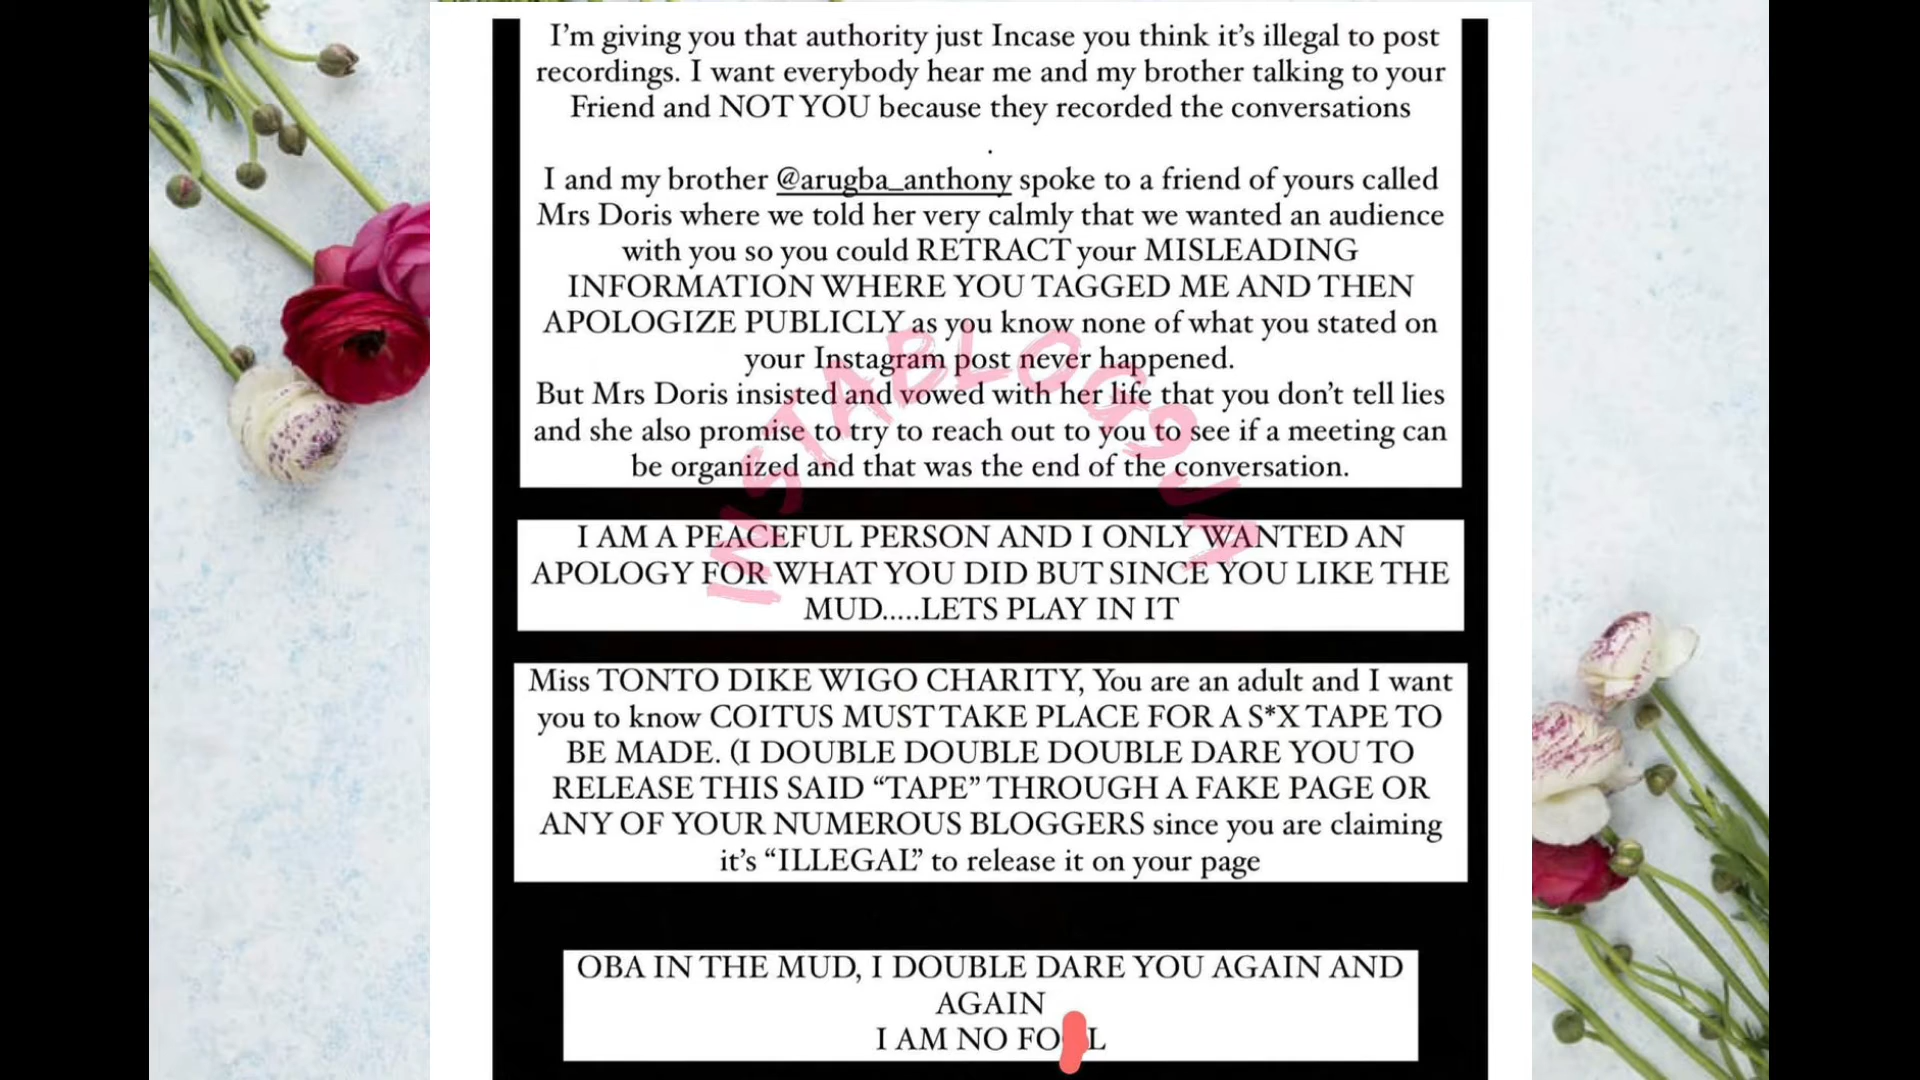 I’m giving you that authority just Incase you think it’s illegal to post
recordings. I want everybody hear me and my brother talking to your
Friend and NOT YOU because they recorded the conversations
.
I and my brother @arugba_anthony spoke to a friend of yours called
Mrs Doris where we told her very calmly that we wanted an audience
with you so you could RETRACT your MISLEADING
INFORMATION WHERE YOU TAGGED ME AND THEN
APOLOGIZE PUBLICLY as you know none of what you stated on
your Instagram post never happened.
But Mrs Doris insisted and vowed with her life that you don’t tell lies
and she also promise to try to reach out to you to see if a meeting can
be organized and that was the end of the conversation.
INSTABLOG9JA
I AM A PEACEFUL PERSON AND I ONLY WANTED AN
APOLOGY FOR WHAT YOU DID BUT SINCE YOU LIKE THE
MUD.....LETS PLAY IN IT
Miss TONTO DIKE WIGO CHARITY, You are an adult and I want
you to know COITUS MUST TAKE PLACE FOR A S*X TAPE TO
BE MADE. (I DOUBLE DOUBLE DOUBLE DARE YOU TO
RELEASE THIS SAID “TAPE” THROUGH A FAKE PAGE OR
ANY OF YOUR NUMEROUS BLOGGERS since you are claiming
it’s “ILLEGAL” to release it on your page
OBA IN THE MUD, I DOUBLE DARE YOU AGAIN AND
AGAIN
I AM NO FO L